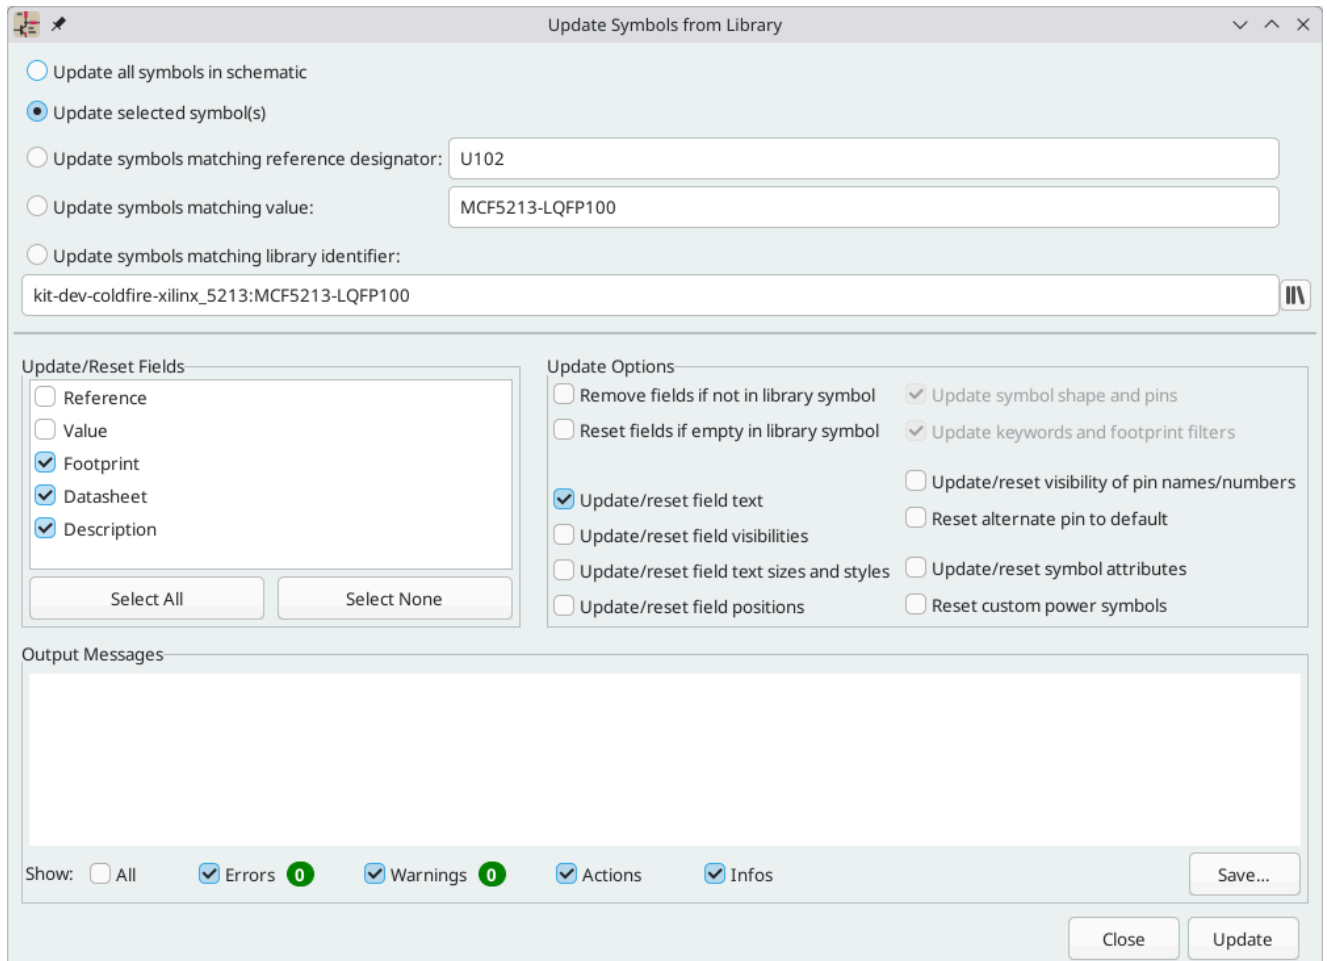 Update Symbols from Library
Update all symbols in schematic
Update selected symbol(s)
Update symbols matching reference designator: U102
Update symbols matching value: MCF5213-LQFP100
Update symbols matching library identifier:
kit-dev-coldfire-xilinx_5213:MCF5213-LQFP100
Update/Reset Fields
Reference
Value
Footprint
Datasheet
Description
Select All Select None
Update Options
Remove fields if not in library symbol
Reset fields if empty in library symbol
Update/reset field text
Update/reset field visibilities
Update/reset field text sizes and styles
Update/reset field positions
Update symbol shape and pins
Update keywords and footprint filters
Update/reset visibility of pin names/numbers
Reset alternate pin to default
Update/reset symbol attributes
Reset custom power symbols
Output Messages
Show: All Errors 0 Warnings 0 Actions Infos Save...
Close Update